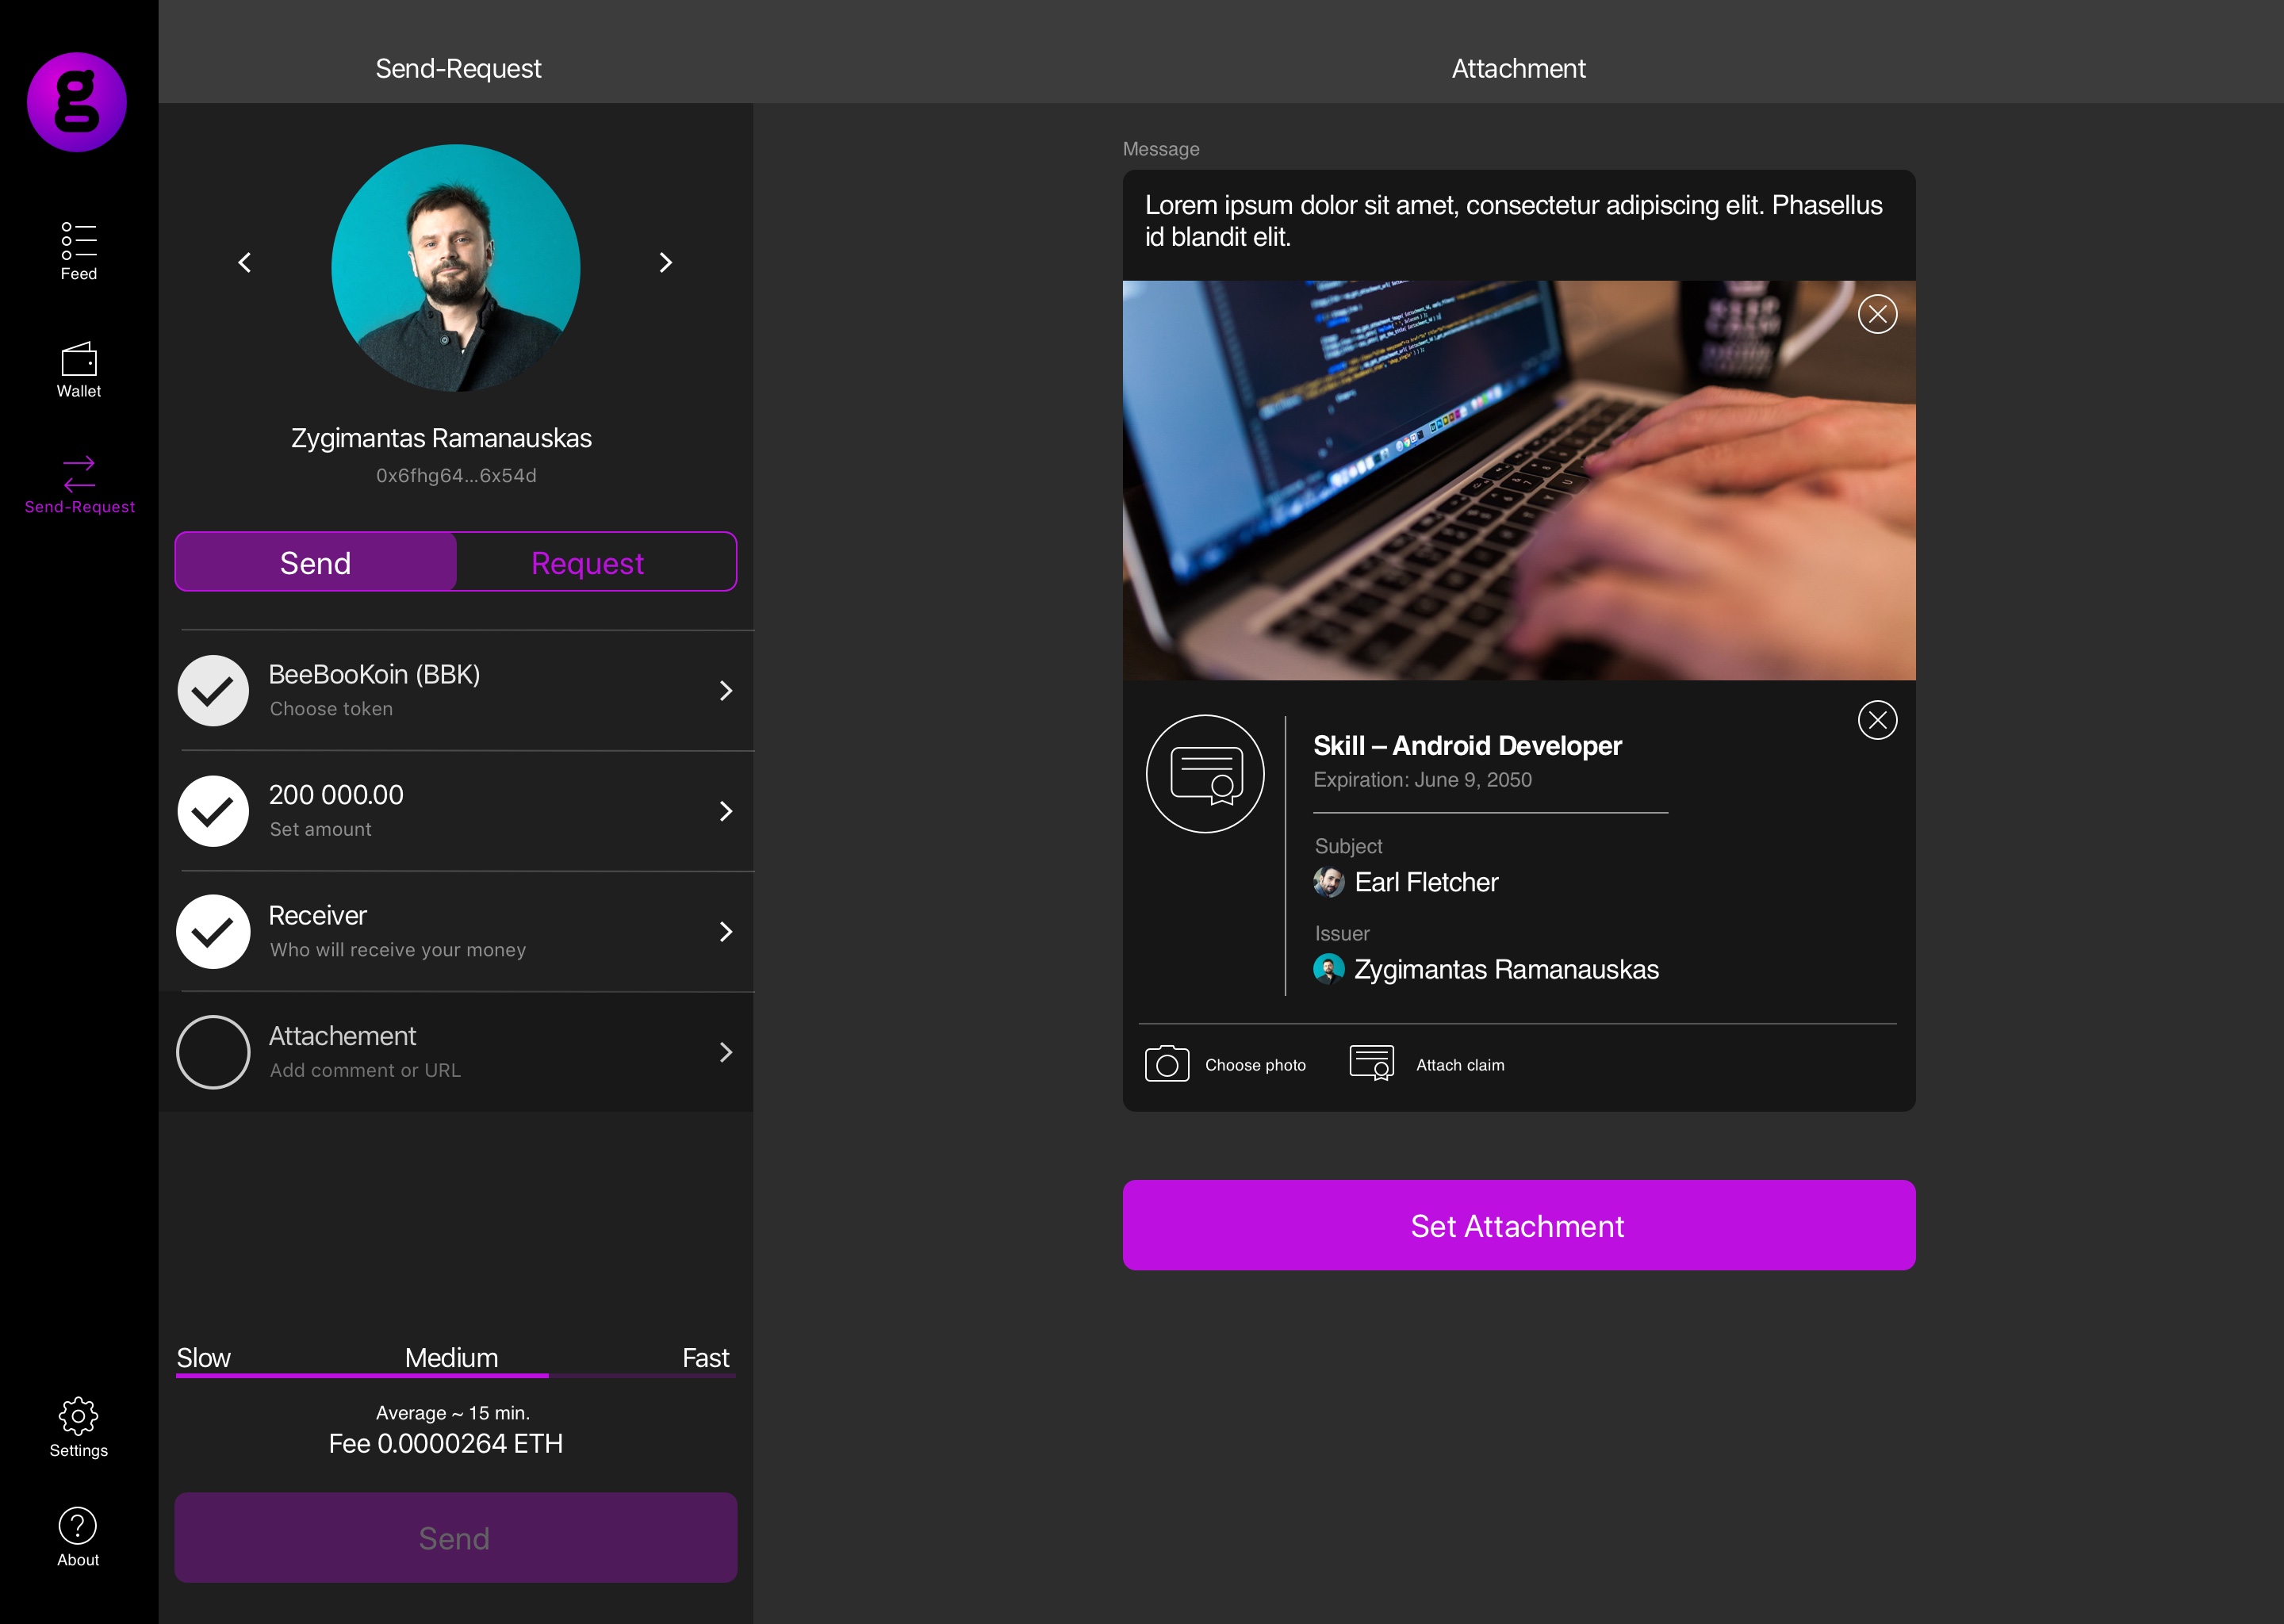 g
Feed
Wallet
Send-Request
Settings
About
Send-Request
Zygimantas Ramanauskas
0x6fhg64...6x54d
Send
Request
BeeBooKoin (BBK)
Choose token
200 000.00
Set amount
Receiver
Who will receive your money
Attachement
Add comment or URL
Slow
Medium
Fast
Average ~ 15 min.
Fee 0.0000264 ETH
Send
Attachment
Message
Lorem ipsum dolor sit amet, consectetur adipiscing elit. Phasellus
id blandit elit.
KEEP
CALM
Skill – Android Developer
Expiration: June 9, 2050
Subject
Earl Fletcher
Issuer
Zygimantas Ramanauskas
Choose photo
Attach claim
Set Attachment